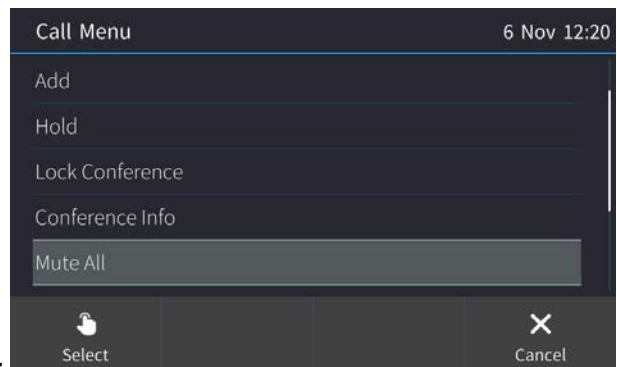 Call Menu 6 Nov 12:20
Add
Hold
Lock Conference
Conference Info
Mute All
Select Cancel